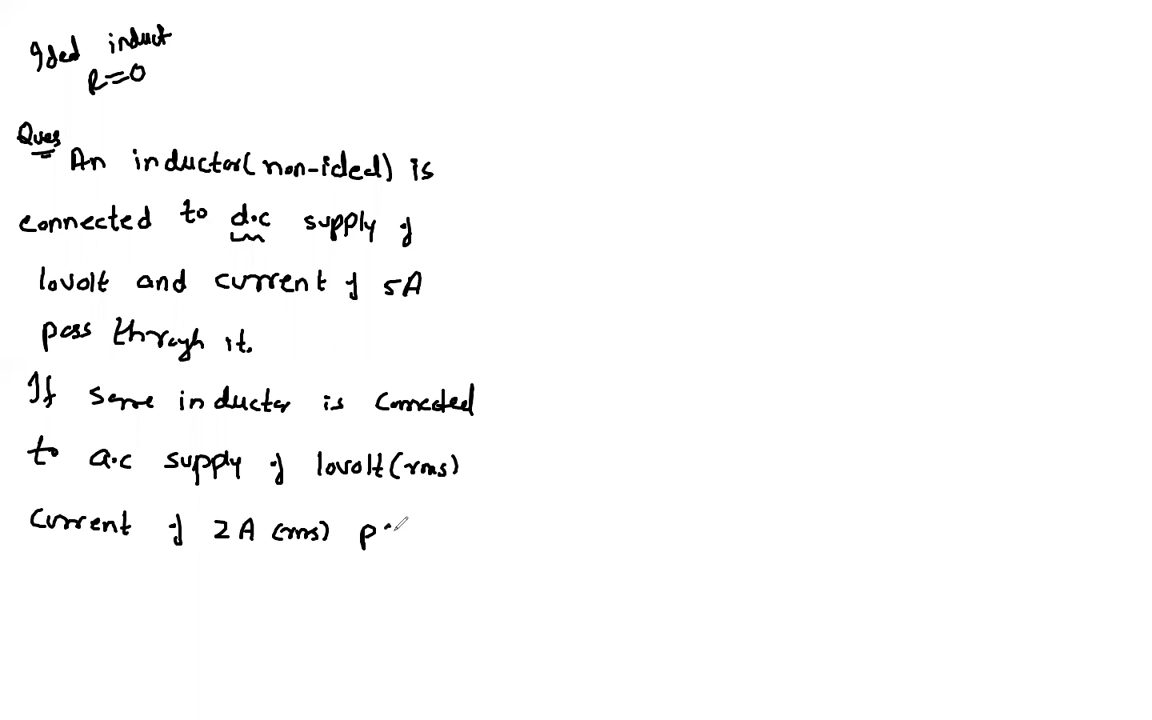 Ideal induct
R=0
Ques
An inductor(non-ideal) is
connected to d.c supply of
10volt and current of 5A
pass through it.
If same inductor is connected
to a.c supply of 10volt(rms)
current of 2A (rms) p